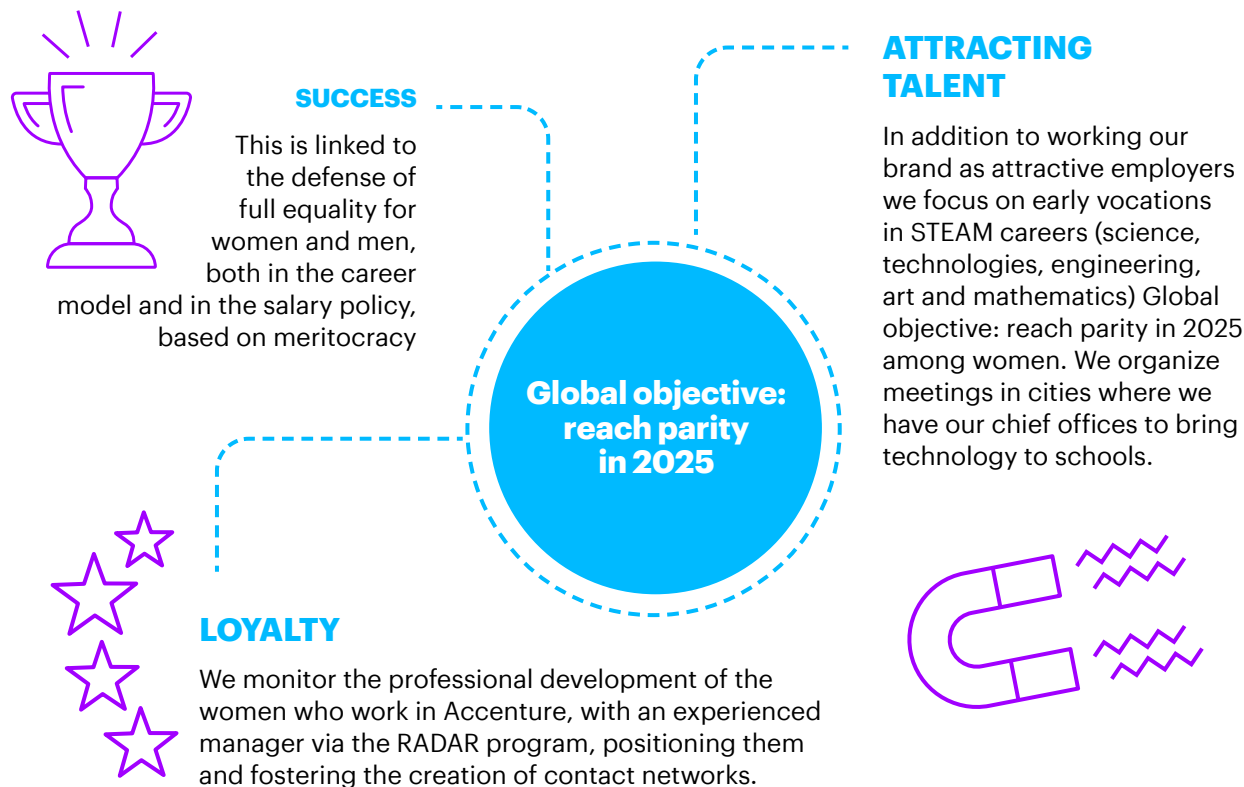 SUCCESS
This is linked to
the defense of
full equality for
women and men,
both in the career
model and in the salary policy,
based on meritocracy
ATTRACTING
TALENT
In addition to working our
brand as attractive employers
we focus on early vocations
in STEAM careers (science,
technologies, engineering,
art and mathematics) Global
objective: reach parity in 2025
among women. We organize
meetings in cities where we
have our chief offices to bring
technology to schools.
Global objective:
reach parity
in 2025
LOYALTY
We monitor the professional development of the
women who work in Accenture, with an experienced
manager via the RADAR program, positioning them
and fostering the creation of contact networks.